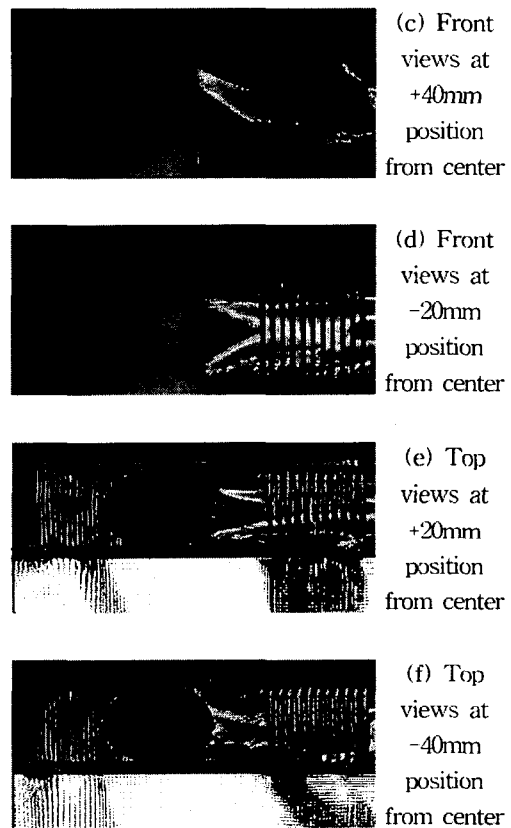 (c) Front
views at
+40mm
position
from center
(d) Front
views at
-20mm
position
from center
(e) Top
views at
+20mm
position
from center
(f) Top
views at
-40mm
position
from center